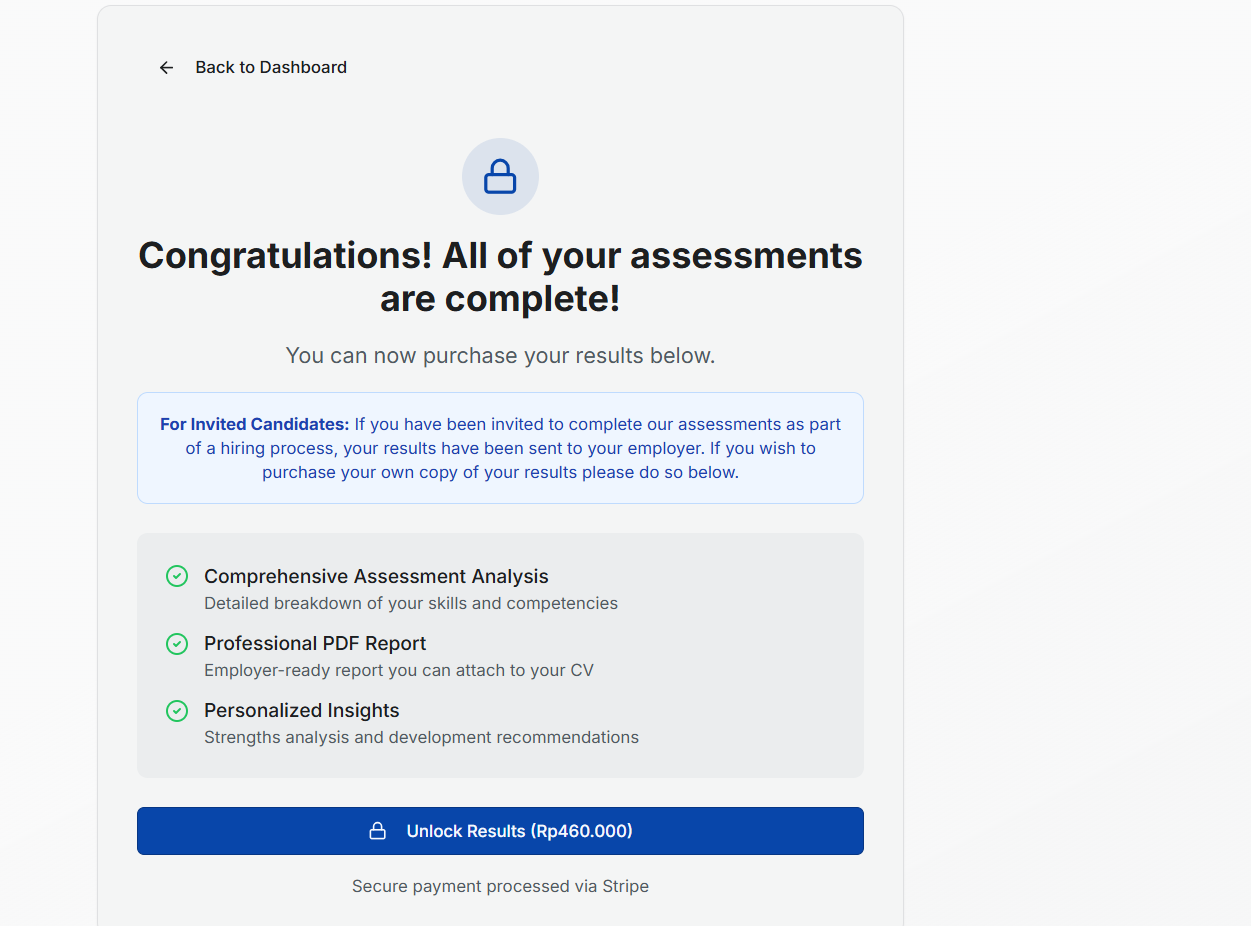 Back to Dashboard
Congratulations! All of your assessments
are complete!
You can now purchase your results below.
For Invited Candidates: If you have been invited to complete our assessments as part
of a hiring process, your results have been sent to your employer. If you wish to
purchase your own copy of your results please do so below.
Comprehensive Assessment Analysis
Detailed breakdown of your skills and competencies
Professional PDF Report
Employer-ready report you can attach to your CV
Personalized Insights
Strengths analysis and development recommendations
Unlock Results (Rp460.000)
Secure payment processed via Stripe